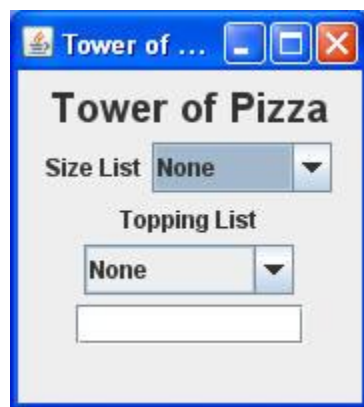 Tower of ...
Tower of Pizza
Size List None
Topping List
None